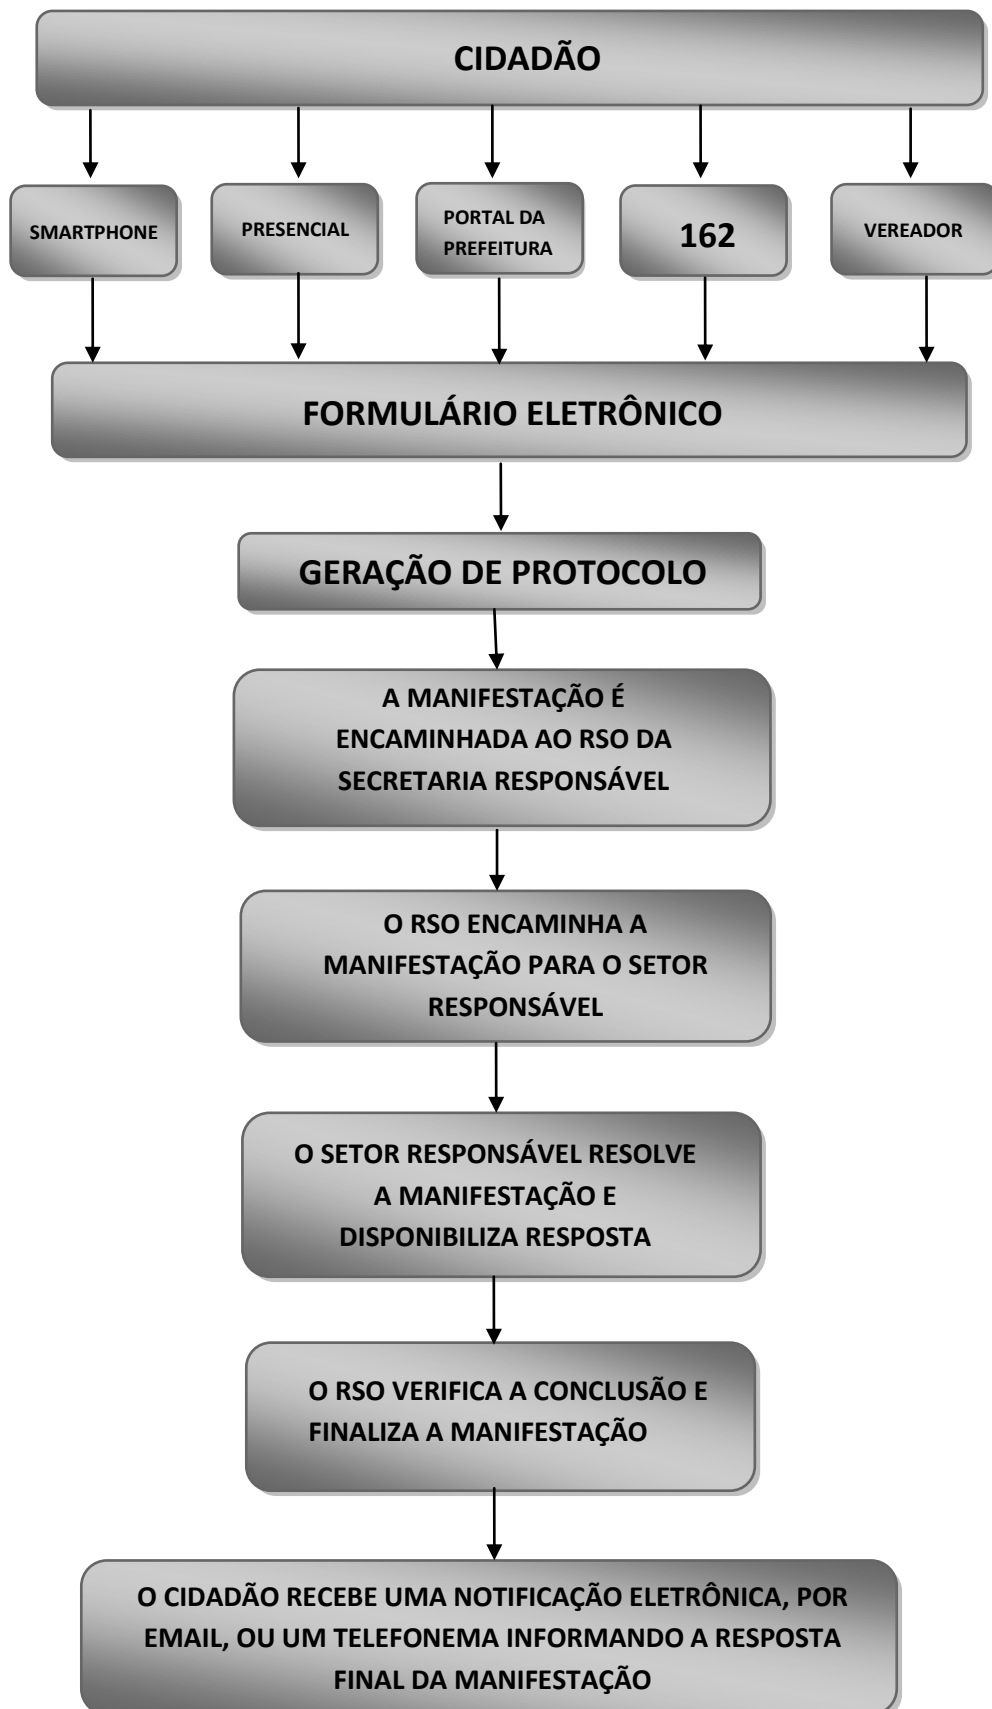 CIDADÃO
SMARTPHONE
PRESENCIAL
PORTAL DA
PREFEITURA
162
VEREADOR
FORMULÁRIO ELETRÔNICO
GERAÇÃO DE PROTOCOLO
A MANIFESTAÇÃO É
ENCAMINHADA AO RSO DA
SECRETARIA RESPONSÁVEL
O RSO ENCAMINHA A
MANIFESTAÇÃO PARA O SETOR
RESPONSÁVEL
O SETOR RESPONSÁVEL RESOLVE
A MANIFESTAÇÃO E
DISPONIBILIZA RESPOSTA
O RSO VERIFICA A CONCLUSÃO E
FINALIZA A MANIFESTAÇÃO
O CIDADÃO RECEBE UMA NOTIFICAÇÃO ELETRÔNICA, POR
EMAIL, OU UM TELEFONEMA INFORMANDO A RESPOSTA
FINAL DA MANIFESTAÇÃO